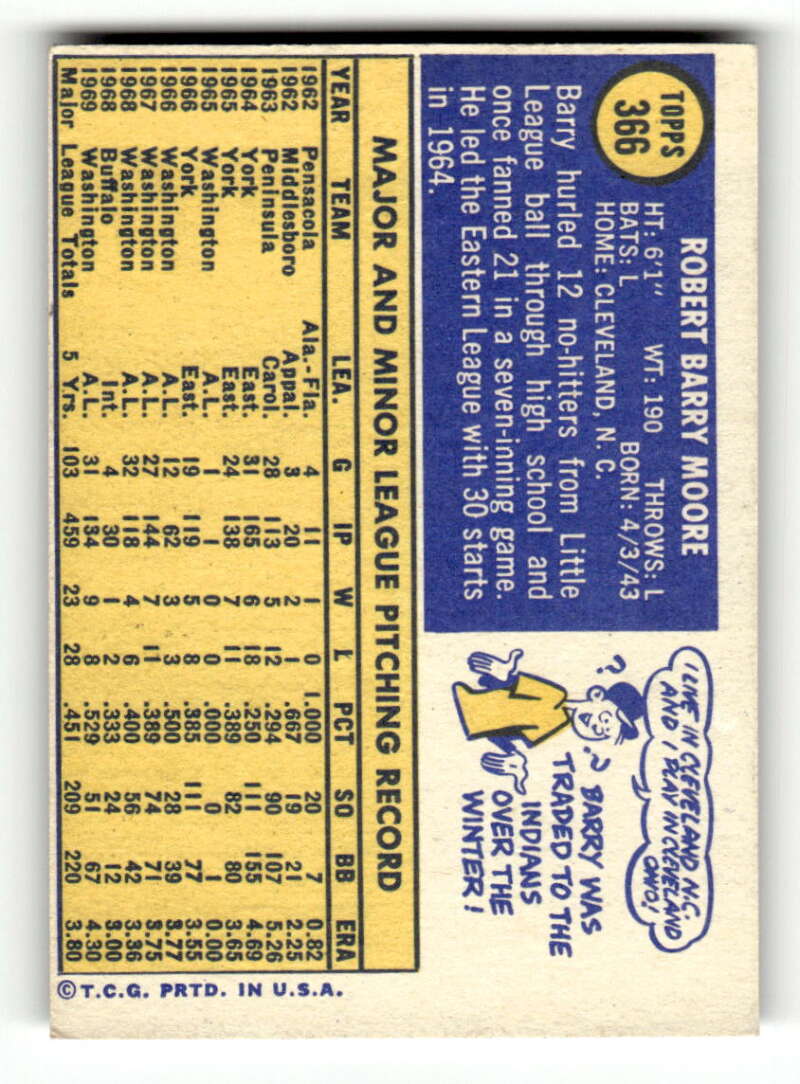 TOPPS
366
ROBERT BARRY MOORE
HT: 6'1" WT: 190 THROWS: L
BATS: L BORN: 4/3/43
HOME: CLEVELAND, N. C.
Barry hurled 12 no-hitters from Little
League ball through high school and
once fanned 21 in a seven-inning game.
He led the Eastern League with 30 starts
in 1964.
I LIVE IN CLEVELAND N.C.
AND I PLAY IN CLEVELAND
OHIO!
?
?
BARRY WAS
TRADED TO THE
INDIANS
OVER THE
WINTER!
MAJOR AND MINOR LEAGUE PITCHING RECORD
YEAR TEAM LEA. G IP W L PCT SO BB ERA
1962 Pensacola Ala.-Fla. 4 11 1 0 1.000 20 7 0.82
1962 Middlesboro Appal. 3 20 2 1 .667 19 21 2.25
1963 Peninsula Carol. 28 113 5 12 .294 90 107 5.26
1964 York East. 31 165 6 18 .250 111 155 4.69
1965 York East. 24 138 7 11 .389 82 80 3.65
1965 Washington A.L. 1 1 0 0 .000 0 1 0.00
1966 York East. 19 119 5 8 .385 111 77 3.55
1966 Washington A.L. 12 62 3 3 .500 28 39 3.77
1967 Washington A.L. 27 144 7 11 .389 74 71 3.75
1968 Washington A.L. 32 118 4 6 .400 56 42 3.36
1968 Buffalo Int. 4 30 1 2 .333 24 12 3.00
1969 Washington A.L. 31 134 9 8 .529 51 67 4.30
Major League Totals 5 Yrs. 103 459 23 28 .451 209 220 3.80
© T.C.G. PRTD. IN U.S.A.